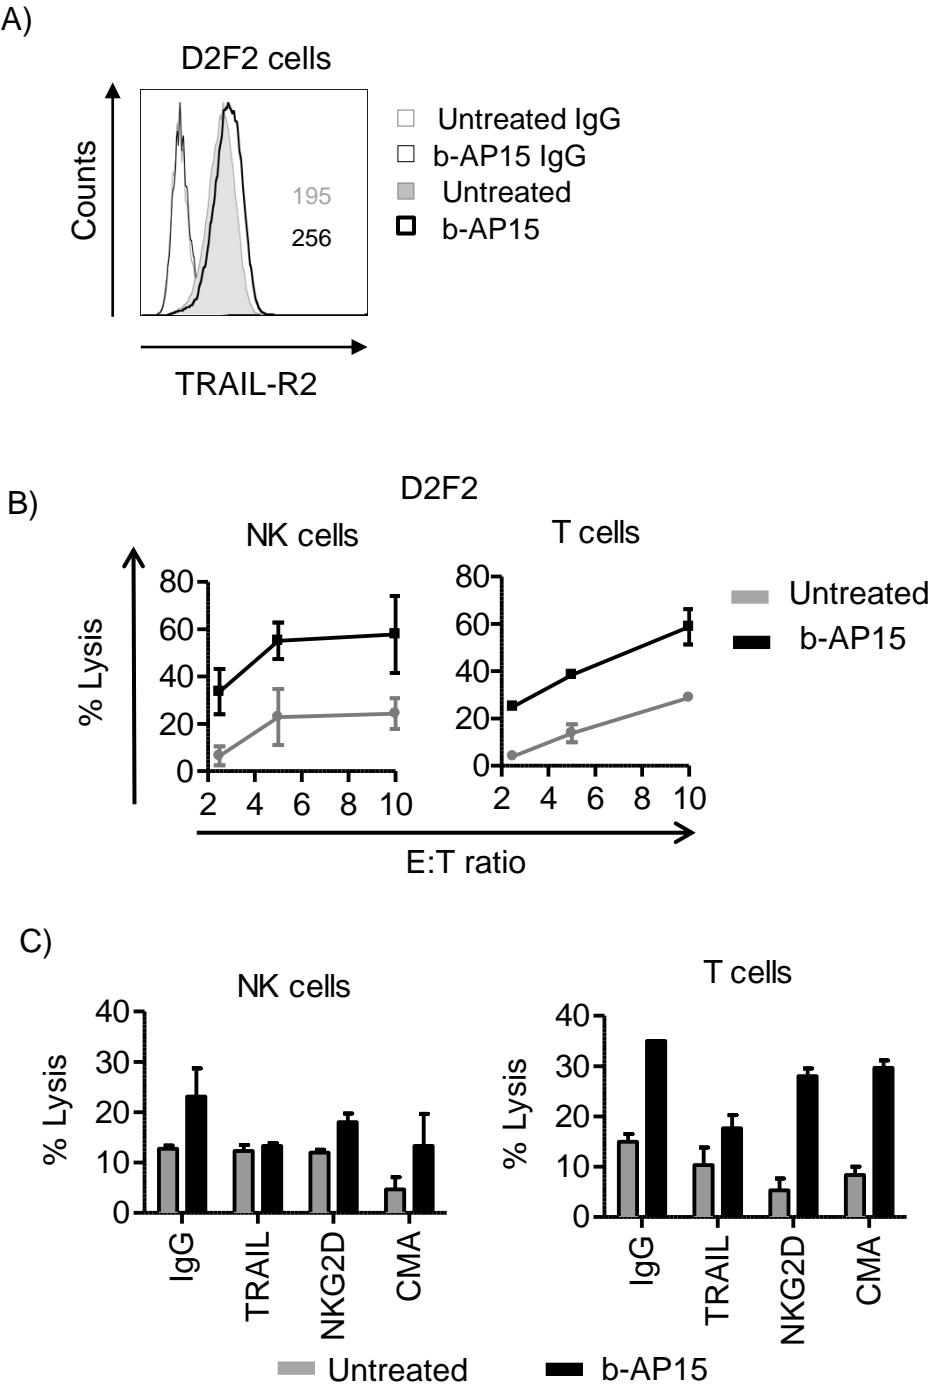 A)
D2F2 cells
Counts
195
256
TRAIL-R2
Untreated IgG
b-AP15 IgG
Untreated
b-AP15
B)
D2F2
NK cells
T cells
% Lysis
80
60
40
20
0
2 4 6 8 10
80
60
40
20
0
2 4 6 8 10
Untreated
b-AP15
E:T ratio
C)
NK cells
% Lysis
40
30
20
10
0
IgG
TRAIL
NKG2D
CMA
T cells
% Lysis
40
30
20
10
0
IgG
TRAIL
NKG2D
CMA
Untreated
b-AP15